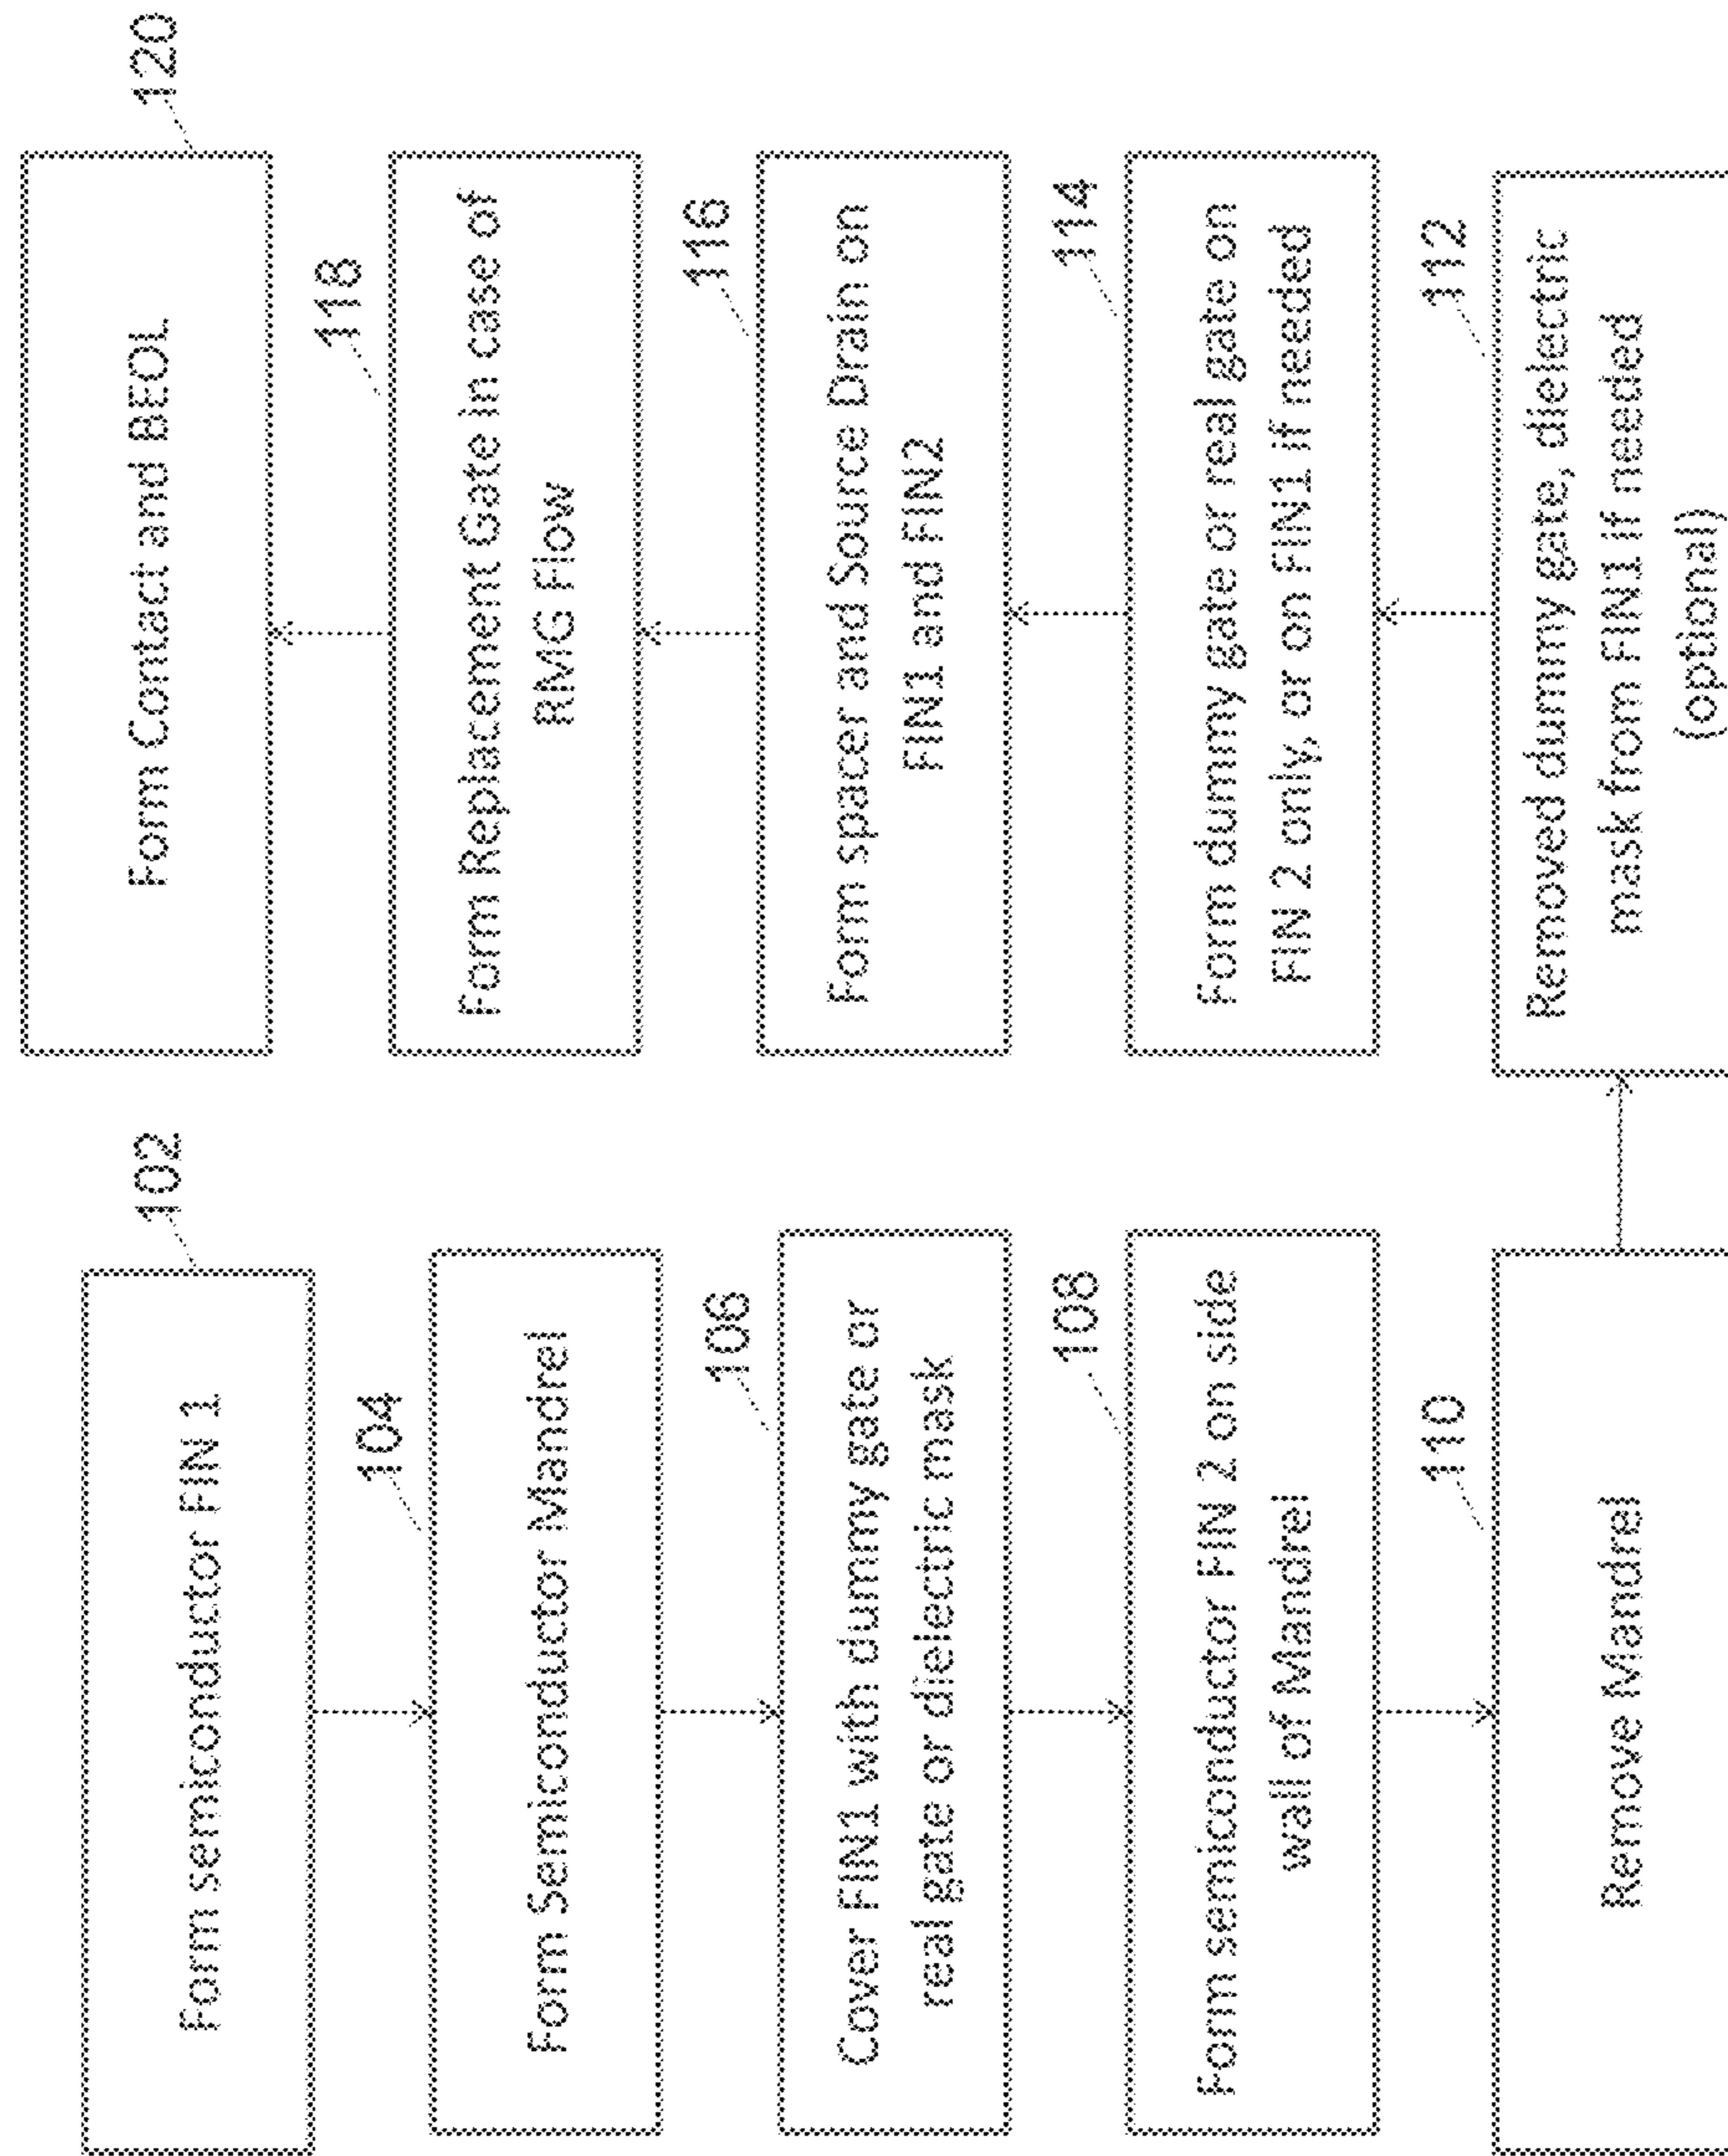 102
Form semiconductor FIN 1
104
Form Semiconductor Mandrel
106
Cover FIN1 with dummy gate or
real gate or dielectric mask
108
Form semiconductor FIN 2 on side
wall of Mandrel
110
Remove Mandrel
112
Removed dummy gate, dielectric
mask from FIN1 if needed
(optional)
114
Form dummy gate or real gate on
FIN 2 only, or on FIN1 if needed
116
Form spacer and Source Drain on
FIN1 and FIN2
118
Form Replacement Gate in case of
RMG Flow
120
Form Contact and BEOL